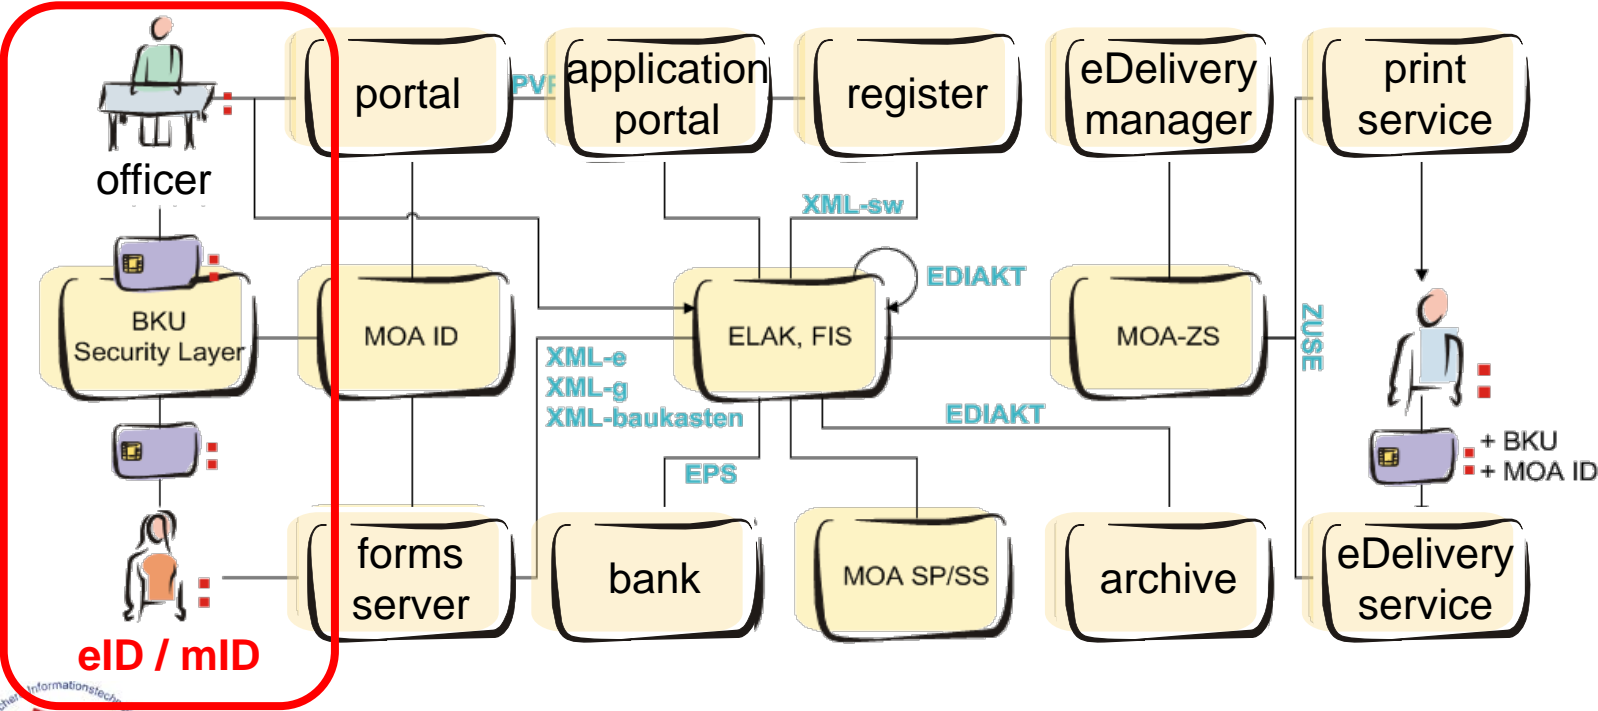 portal
PVP
application
portal
register
eDelivery
manager
print
service
officer
XML-sw
BKU
Security Layer
MOA ID
ELAK, FIS
EDIAKT
MOA-ZS
ZUSE
XML-e
XML-g
XML-baukasten
EDIAKT
EPS
+ BKU
+ MOA ID
forms
server
bank
MOA SP/SS
archive
eDelivery
service
eID / mID